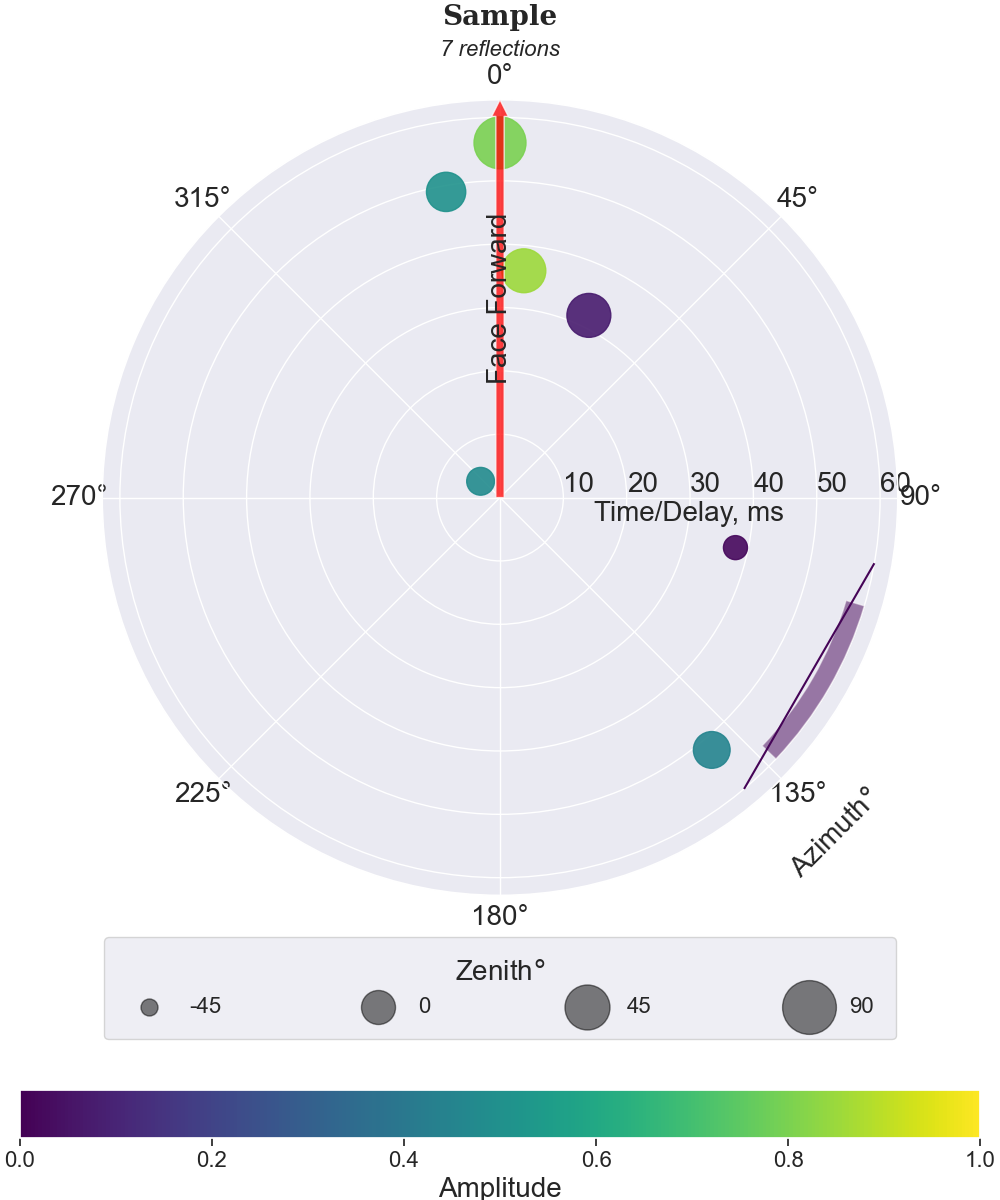 Sample
7 reflections
0°
315°
45°
Face Forward
270°
10 20 30 40 50 60
90°
Time/Delay, ms
225°
135°
Azimuth°
180°
Zenith°
-45 0 45 90
0.0 0.2 0.4 0.6 0.8 1.0
Amplitude